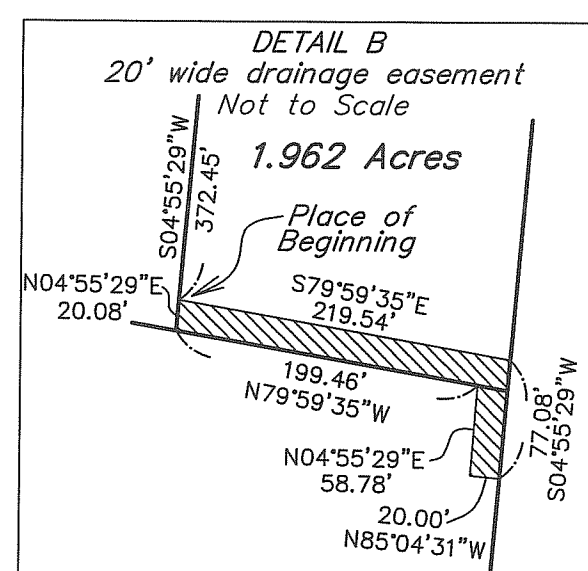 DETAIL B
20' wide drainage easement
Not to Scale
1.962 Acres
S04°55'29"W
372.45'
Place of
Beginning
N04°55'29"E
20.08'
S79°59'35"E
219.54'
199.46'
N79°59'35"W
77.08'
S04°55'29"W
N04°55'29"E
58.78'
20.00'
N85°04'31"W